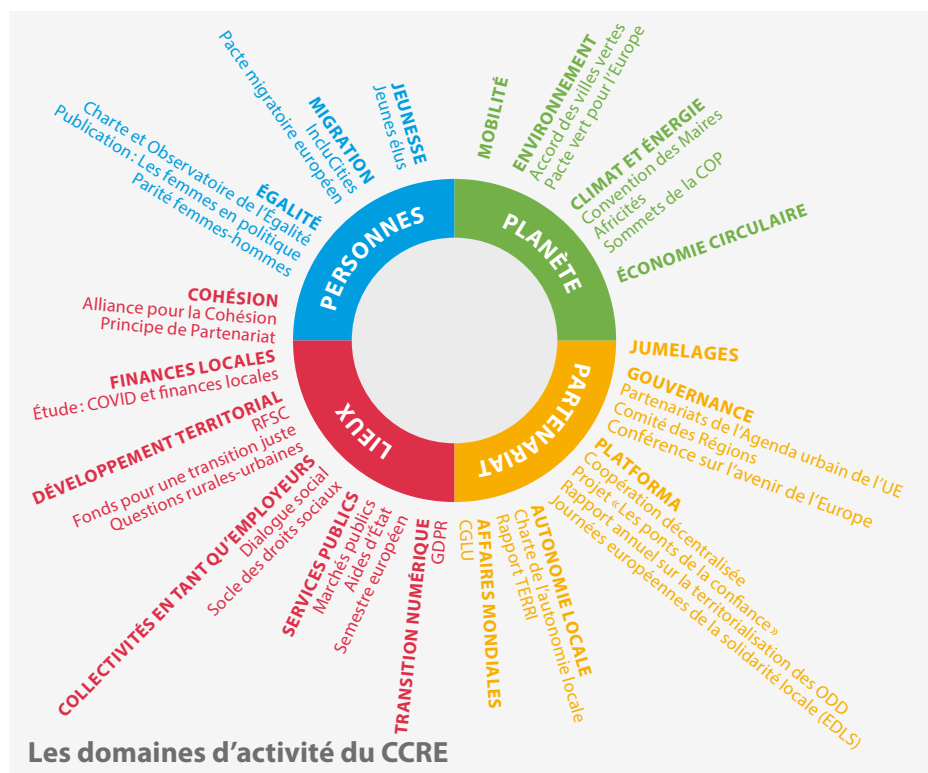 PERSONNES
ÉGALITÉ
Charte et Observatoire de l'Égalité
Publication : Les femmes en politique
Parité femmes-hommes
MIGRATION
IncluCities
Pacte migratoire européen
JEUNESSE
Jeunes élus
PLANÈTE
MOBILITÉ
ENVIRONNEMENT
Accord des villes vertes
Pacte vert pour l'Europe
CLIMAT ET ÉNERGIE
Convention des Maires
Africités
Sommets de la COP
ÉCONOMIE CIRCULAIRE
PARTENARIAT
JUMELAGES
GOUVERNANCE
Partenariats de l'Agenda urbain de l'UE
Comité des Régions
Conférence sur l'avenir de l'Europe
PLATFORMA
Coopération décentralisée
Projet « Les ponts de la confiance »
Rapport annuel sur la territorialisation des ODD
Journées européennes de la solidarité locale (EDLS)
AUTONOMIE LOCALE
Charte de l'autonomie locale
Rapport TERRI
AFFAIRES MONDIALES
CGLU
LIEUX
COHÉSION
Alliance pour la Cohésion
Principe de Partenariat
FINANCES LOCALES
Étude : COVID et finances locales
DÉVELOPPEMENT TERRITORIAL
RFSC
Fonds pour une transition juste
Questions rurales-urbaines
COLLECTIVITÉS EN TANT QU'EMPLOYEURS
Dialogue social
Socle des droits sociaux
SERVICES PUBLICS
Marchés publics
Aides d'État
Semestre européen
TRANSITION NUMÉRIQUE
GDPR
Les domaines d'activité du CCRE